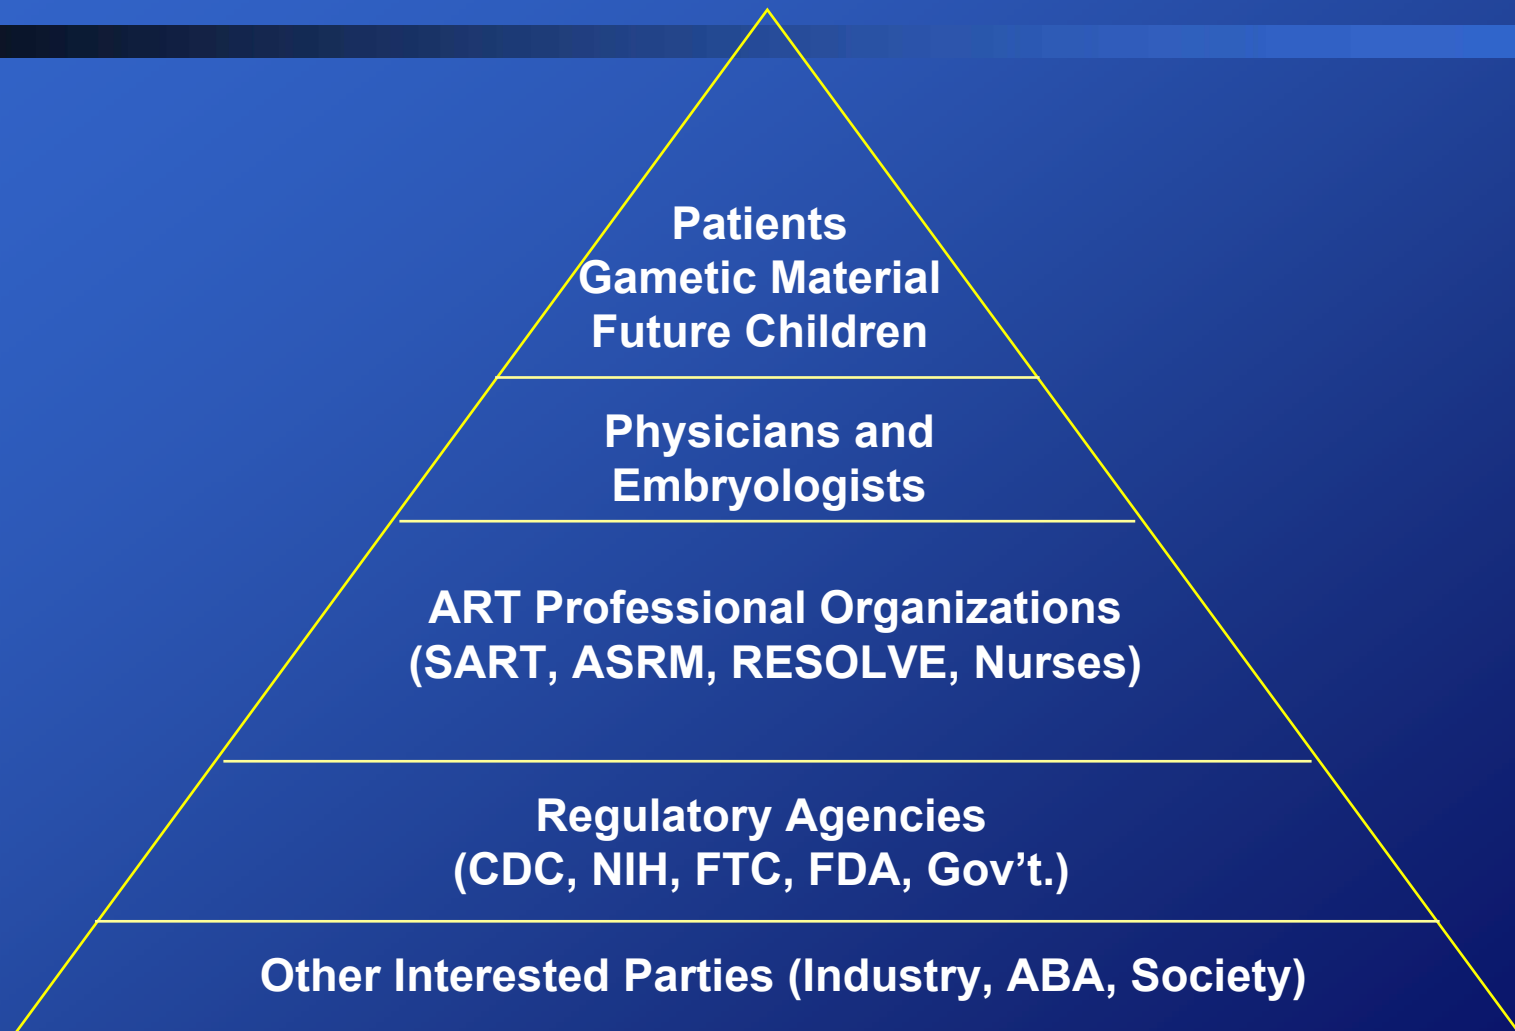 Patients
Gametic Material
Future Children
Physicians and
Embryologists
ART Professional Organizations
(SART, ASRM, RESOLVE, Nurses)
Regulatory Agencies
(CDC, NIH, FTC, FDA, Gov’t.)
Other Interested Parties (Industry, ABA, Society)